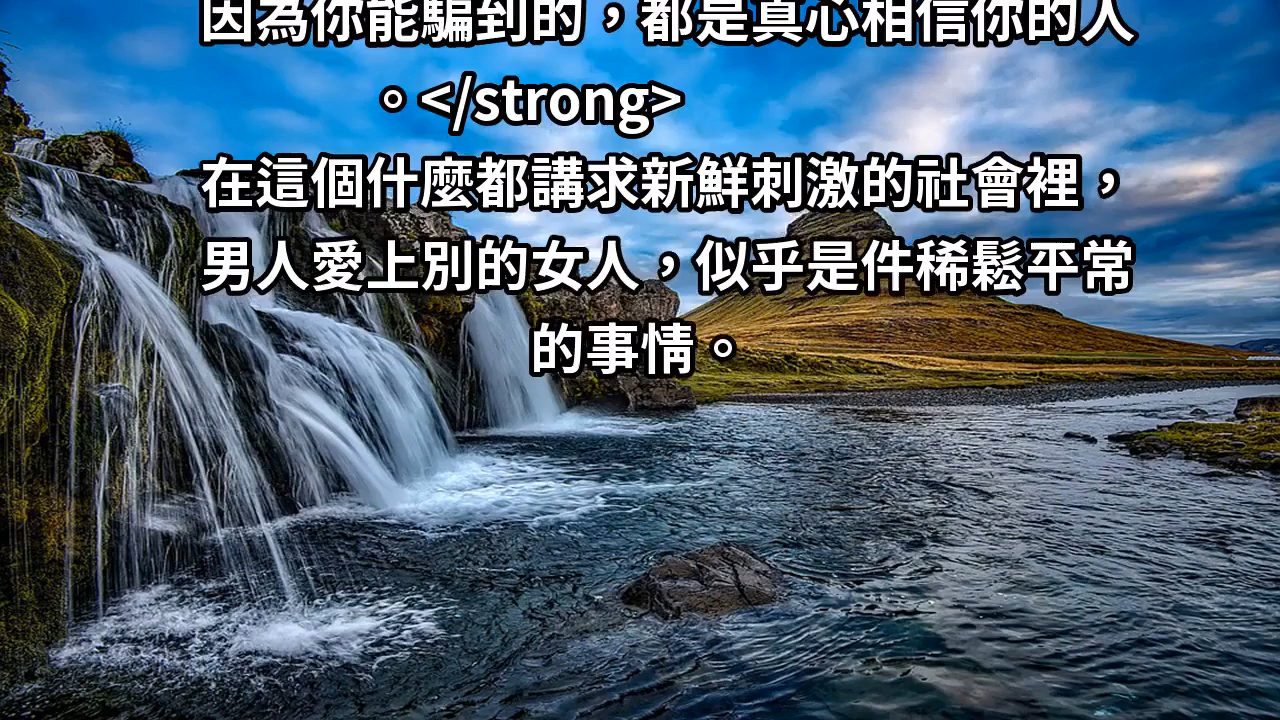 因為你能騙到的，都是真心相信你的人
。</strong>
在這個什麼都講求新鮮刺激的社會裡，
男人愛上別的女人，似乎是件稀鬆平常
的事情。